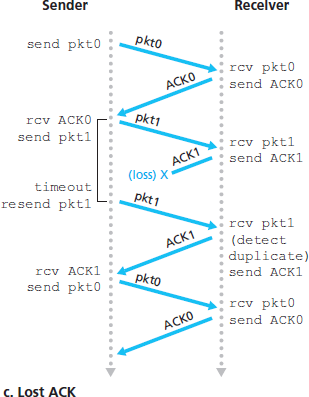 Sender
Receiver
send pkt0
pkt0
rcv pkt0
send ACK0
ACK0
rcv ACK0
send pkt1
pkt1
rcv pkt1
send ACK1
ACK1
(loss) X
timeout
resend pkt1
pkt1
rcv pkt1
(detect
duplicate)
send ACK1
ACK1
rcv ACK1
send pkt0
pkt0
rcv pkt0
send ACK0
ACK0
c. Lost ACK